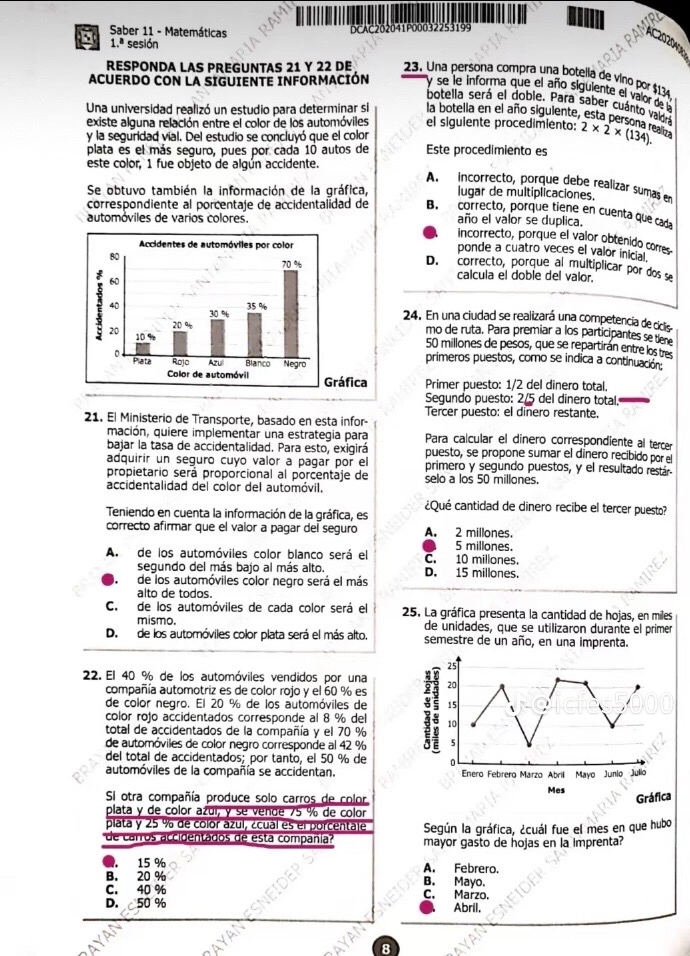 Saber 11 - Matemáticas
1.ª sesión
DCAC202041P00032253199
RESPONDA LAS PREGUNTAS 21 Y 22 DE
ACUERDO CON LA SIGUIENTE INFORMACIÓN
Una universidad realizó un estudio para determinar si
existe alguna relación entre el color de los automóviles
y la seguridad vial. Del estudio se concluyó que el color
plata es el más seguro, pues por cada 10 autos de
este color, 1 fue objeto de algún accidente.
Se obtuvo también la información de la gráfica,
correspondiente al porcentaje de accidentalidad de
automóviles de varios colores.
Accidentes de automóviles por color
Accidentados %
80
60
40
20
0
10 %
20 %
30 %
35 %
70 %
Plata Rojo Azul Blanco Negro
Color de automóvil
Gráfica
21. El Ministerio de Transporte, basado en esta infor-
mación, quiere implementar una estrategia para
bajar la tasa de accidentalidad. Para esto, exigirá
adquirir un seguro cuyo valor a pagar por el
propietario será proporcional al porcentaje de
accidentalidad del color del automóvil.
Teniendo en cuenta la información de la gráfica, es
correcto afirmar que el valor a pagar del seguro
A. de los automóviles color blanco será el
segundo del más bajo al más alto.
de los automóviles color negro será el más
alto de todos.
C. de los automóviles de cada color será el
mismo.
D. de los automóviles color plata será el más alto.
22. El 40 % de los automóviles vendidos por una
compañía automotriz es de color rojo y el 60 % es
de color negro. El 20 % de los automóviles de
color rojo accidentados corresponde al 8 % del
total de accidentados de la compañía y el 70 %
de automóviles de color negro corresponde al 42 %
del total de accidentados; por tanto, el 50 % de
automóviles de la compañía se accidentan.
Si otra compañía produce solo carros de color
plata y de color azul, y se vende 75 % de color
plata y 25 % de color azul, ¿cuál es el porcentaje
de carros accidentados de esta compañía?
15 %
B. 20 %
C. 40 %
D. 50 %
23. Una persona compra una botella de vino por $134,
y se le informa que el año siguiente el valor de la
botella será el doble. Para saber cuánto valdrá
la botella en el año siguiente, esta persona realiza
el siguiente procedimiento: 2 × 2 × (134).
Este procedimiento es
A. incorrecto, porque debe realizar sumas en
lugar de multiplicaciones.
B. correcto, porque tiene en cuenta que cada
año el valor se duplica.
incorrecto, porque el valor obtenido corres-
ponde a cuatro veces el valor inicial.
D. correcto, porque al multiplicar por dos se
calcula el doble del valor.
24. En una ciudad se realizará una competencia de ciclis-
mo de ruta. Para premiar a los participantes se tiene
50 millones de pesos, que se repartirán entre los tres
primeros puestos, como se indica a continuación:
Primer puesto: 1/2 del dinero total.
Segundo puesto: 2/5 del dinero total.
Tercer puesto: el dinero restante.
Para calcular el dinero correspondiente al tercer
puesto, se propone sumar el dinero recibido por el
primero y segundo puestos, y el resultado restár-
selo a los 50 millones.
¿Qué cantidad de dinero recibe el tercer puesto?
A. 2 millones.
5 millones.
C. 10 millones.
D. 15 millones.
25. La gráfica presenta la cantidad de hojas, en miles
de unidades, que se utilizaron durante el primer
semestre de un año, en una imprenta.
Cantidad de hojas
(miles de unidades)
25
20
15
10
5
0
Enero Febrero Marzo Abril Mayo Junio Julio
Mes
Gráfica
Según la gráfica, ¿cuál fue el mes en que hubo
mayor gasto de hojas en la imprenta?
A. Febrero.
B. Mayo.
C. Marzo.
Abril.
8